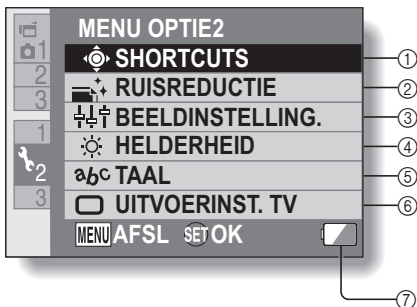 MENU OPTIE2
1 SHORTCUTS ①
2 RUISREDUCTIE ②
3 BEELDINSTELLING. ③
1 HELDERHEID ④
2 abc TAAL ⑤
3 UITVOERINST. TV ⑥
MENU AFSL SET OK
⑦